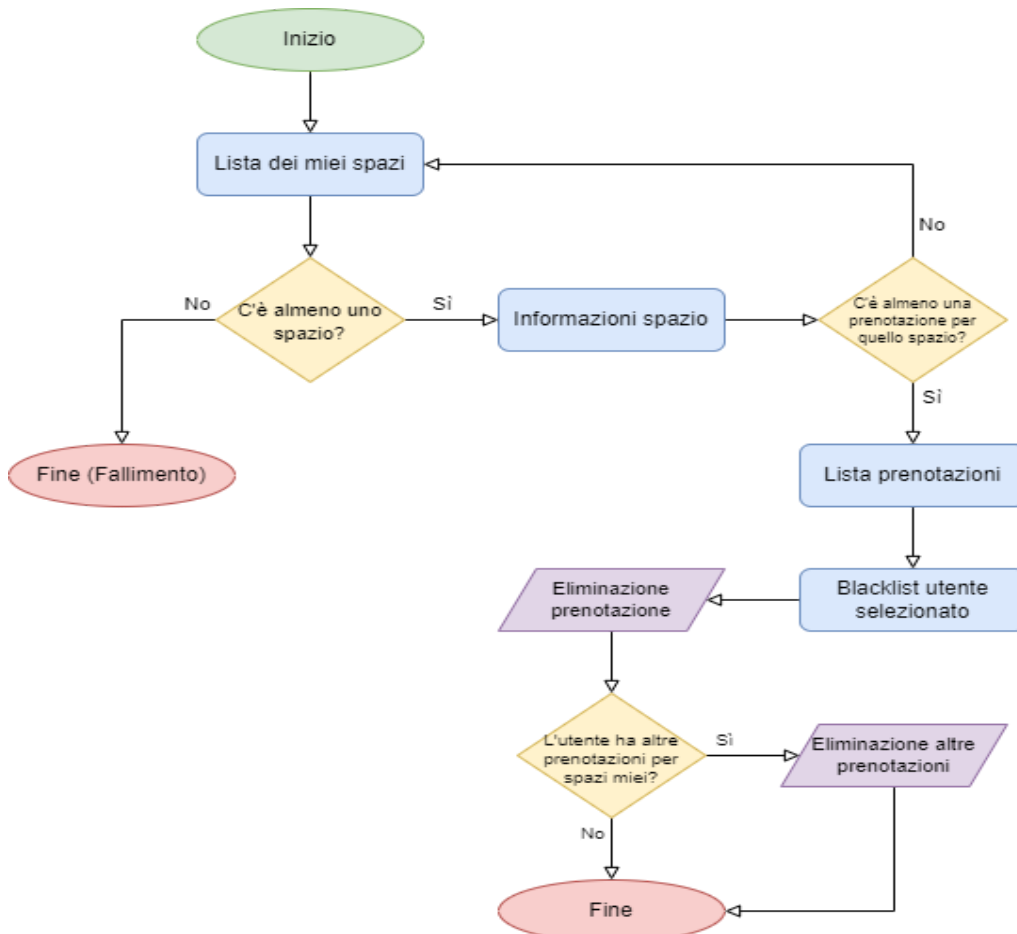 Inizio
Lista dei miei spazi
No
No
C'è almeno uno
spazio?
Sì
Informazioni spazio
C'è almeno una
prenotazione per
quello spazio?
Sì
Fine (Fallimento)
Lista prenotazioni
Eliminazione
prenotazione
Blacklist utente
selezionato
L'utente ha altre
prenotazioni per
spazi miei?
Sì
Eliminazione altre
prenotazioni
No
Fine